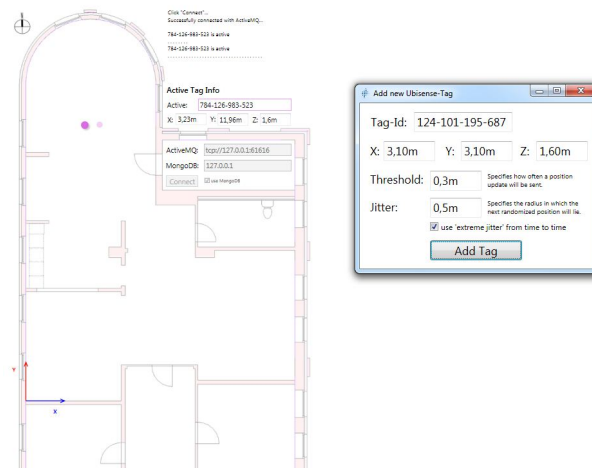 Click "Connect"...
Successfully connected with ActiveMQ...
784-126-983-523 is active
. . . . . . . .
784-126-983-523 is active
. . . . . . . . . . . . . . . . . . . . . . . . . . . . . .
Active Tag Info
Active: 784-126-983-523
X: 3,23m Y: 11,96m Z: 1,6m
ActiveMQ: tcp://127.0.0.1:61616
MongoDB: 127.0.0.1
Connect use MongoDB
Y
X
Add new Ubisense-Tag
Tag-Id: 124-101-195-687
X: 3,10m Y: 3,10m Z: 1,60m
Threshold: 0,3m Specifies how often a position
update will be sent.
Jitter: 0,5m Specifies the radius in which the
next randomized position will lie.
use 'extreme jitter' from time to time
Add Tag